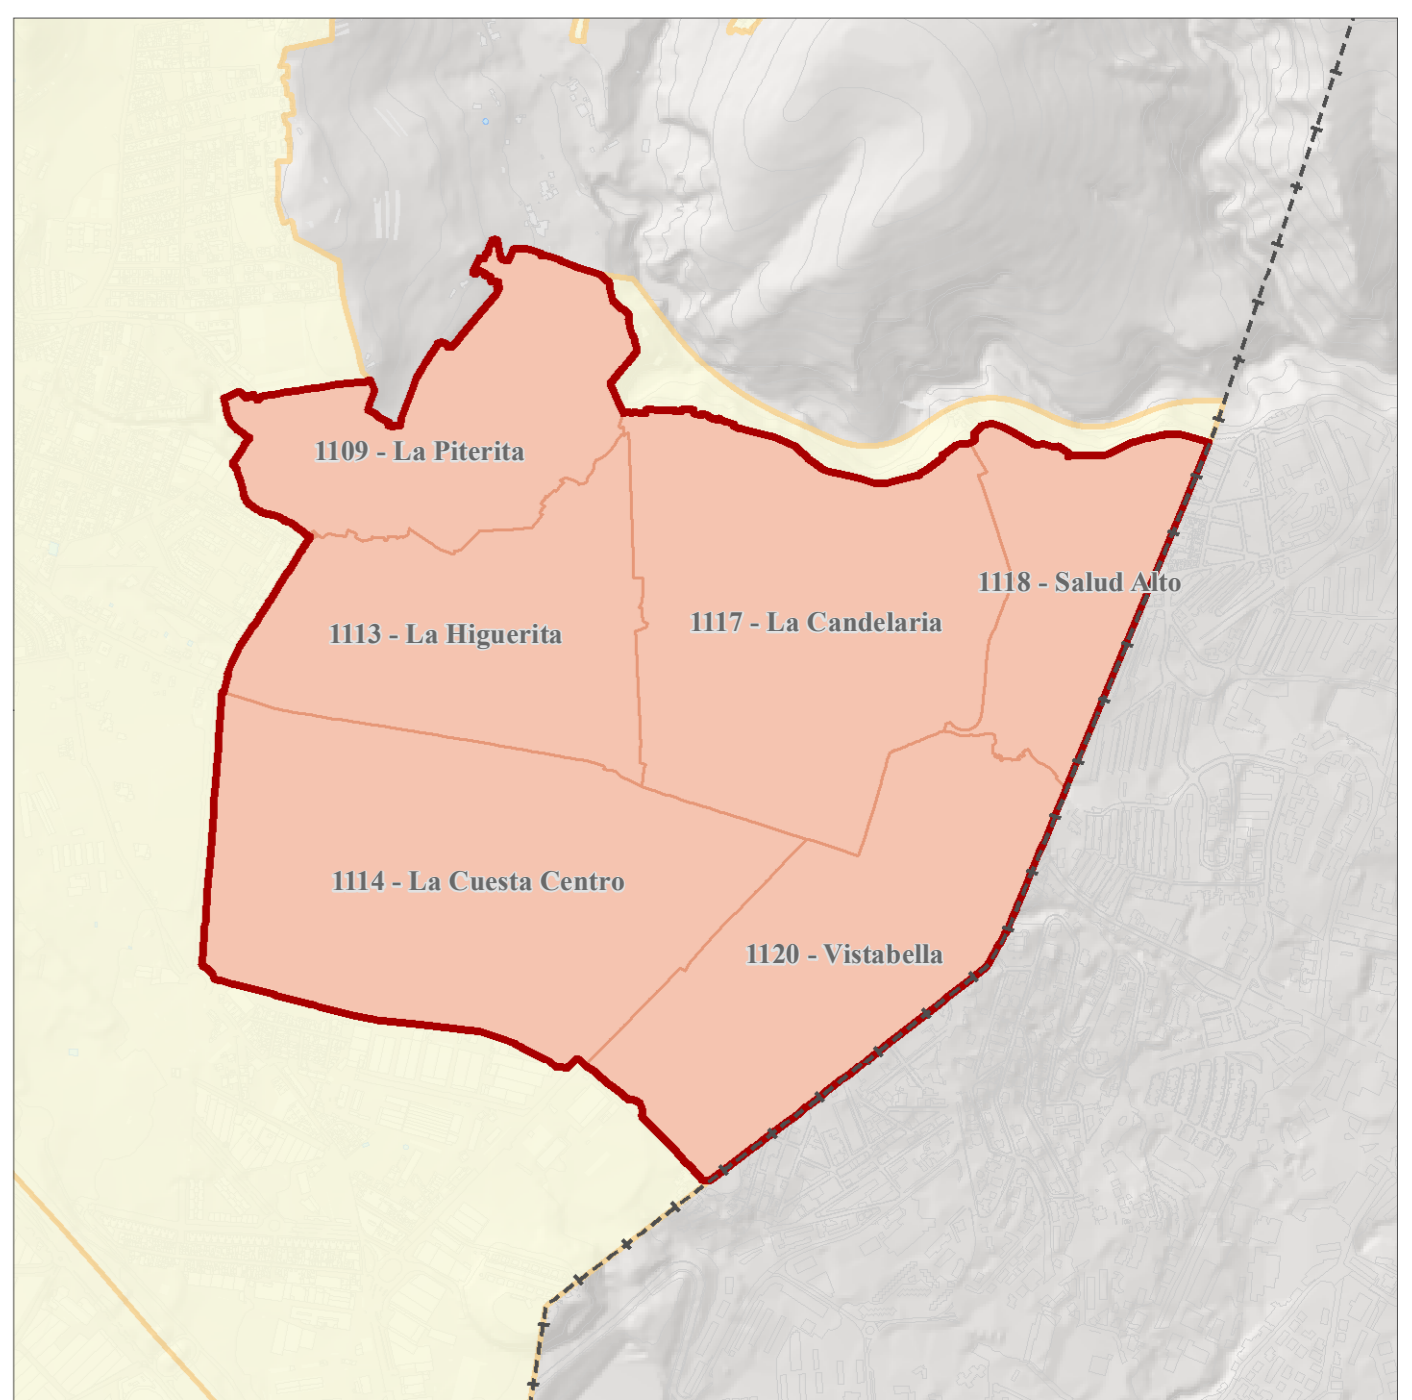 1109 - La Piterita
1118 - Salud Alto
1117 - La Candelaria
1113 - La Higuerita
1114 - La Cuesta Centro
1120 - Vistabella